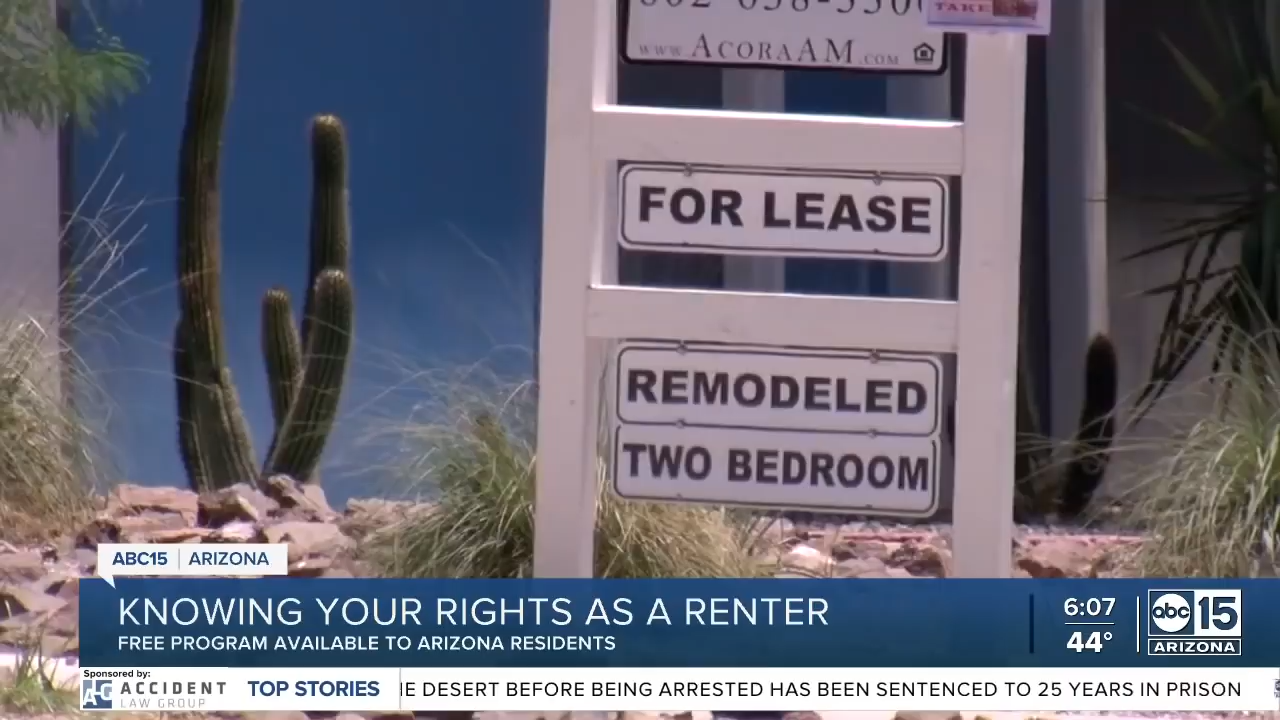 TAKE
www.ACORAAM.COM
FOR LEASE
REMODELED
TWO BEDROOM
ABC15 | ARIZONA
KNOWING YOUR RIGHTS AS A RENTER
FREE PROGRAM AVAILABLE TO ARIZONA RESIDENTS
6:07
44°
abc 15
ARIZONA
Sponsored by:
AG ACCIDENT
LAW GROUP
TOP STORIES
DESERT BEFORE BEING ARRESTED HAS BEEN SENTENCED TO 25 YEARS IN PRISON